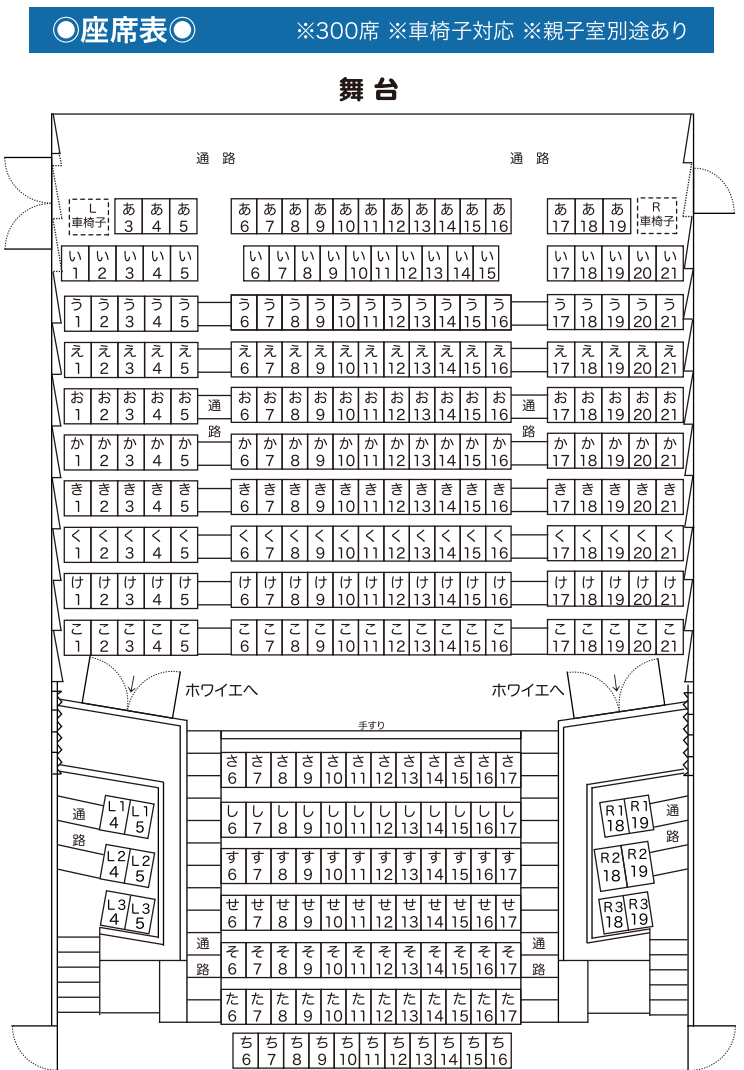 ◉座席表◉ ※300席 ※車椅子対応 ※親子室別途あり
舞台
通路 通路
L 車椅子 あ3 あ4 あ5 あ6 あ7 あ8 あ9 あ10 あ11 あ12 あ13 あ14 あ15 あ16 あ17 あ18 あ19 R 車椅子
い1 い2 い3 い4 い5 い6 い7 い8 い9 い10 い11 い12 い13 い14 い15 い17 い18 い19 い20 い21
う1 う2 う3 う4 う5 う6 う7 う8 う9 う10 う11 う12 う13 う14 う15 う16 う17 う18 う19 う20 う21
え1 え2 え3 え4 え5 え6 え7 え8 え9 え10 え11 え12 え13 え14 え15 え16 え17 え18 え19 え20 え21
お1 お2 お3 お4 お5 お6 お7 お8 お9 お10 お11 お12 お13 お14 お15 お16 お17 お18 お19 お20 お21
通路 通路
か1 か2 か3 か4 か5 か6 か7 か8 か9 か10 か11 か12 か13 か14 か15 か16 か17 か18 か19 か20 か21
き1 き2 き3 き4 き5 き6 き7 き8 き9 き10 き11 き12 き13 き14 き15 き16 き17 き18 き19 き20 き21
く1 く2 く3 く4 く5 く6 く7 く8 く9 く10 く11 く12 く13 く14 く15 く16 く17 く18 く19 く20 く21
け1 け2 け3 け4 け5 け6 け7 け8 け9 け10 け11 け12 け13 け14 け15 け16 け17 け18 け19 け20 け21
こ1 こ2 こ3 こ4 こ5 こ6 こ7 こ8 こ9 こ10 こ11 こ12 こ13 こ14 こ15 こ16 こ17 こ18 こ19 こ20 こ21
ホワイエへ ホワイエへ
手すり
さ6 さ7 さ8 さ9 さ10 さ11 さ12 さ13 さ14 さ15 さ16 さ17
L1 4 L1 5 し6 し7 し8 し9 し10 し11 し12 し13 し14 し15 し16 し17 R1 18 R1 19
通路 通路
L2 4 L2 5 す6 す7 す8 す9 す10 す11 す12 す13 す14 す15 す16 す17 R2 18 R2 19
L3 4 L3 5 せ6 せ7 せ8 せ9 せ10 せ11 せ12 せ13 せ14 せ15 せ16 せ17 R3 18 R3 19
通路 そ6 そ7 そ8 そ9 そ10 そ11 そ12 そ13 そ14 そ15 そ16 そ17 通路
た6 た7 た8 た9 た10 た11 た12 た13 た14 た15 た16 た17
ち6 ち7 ち8 ち9 ち10 ち11 ち12 ち13 ち14 ち15 ち16